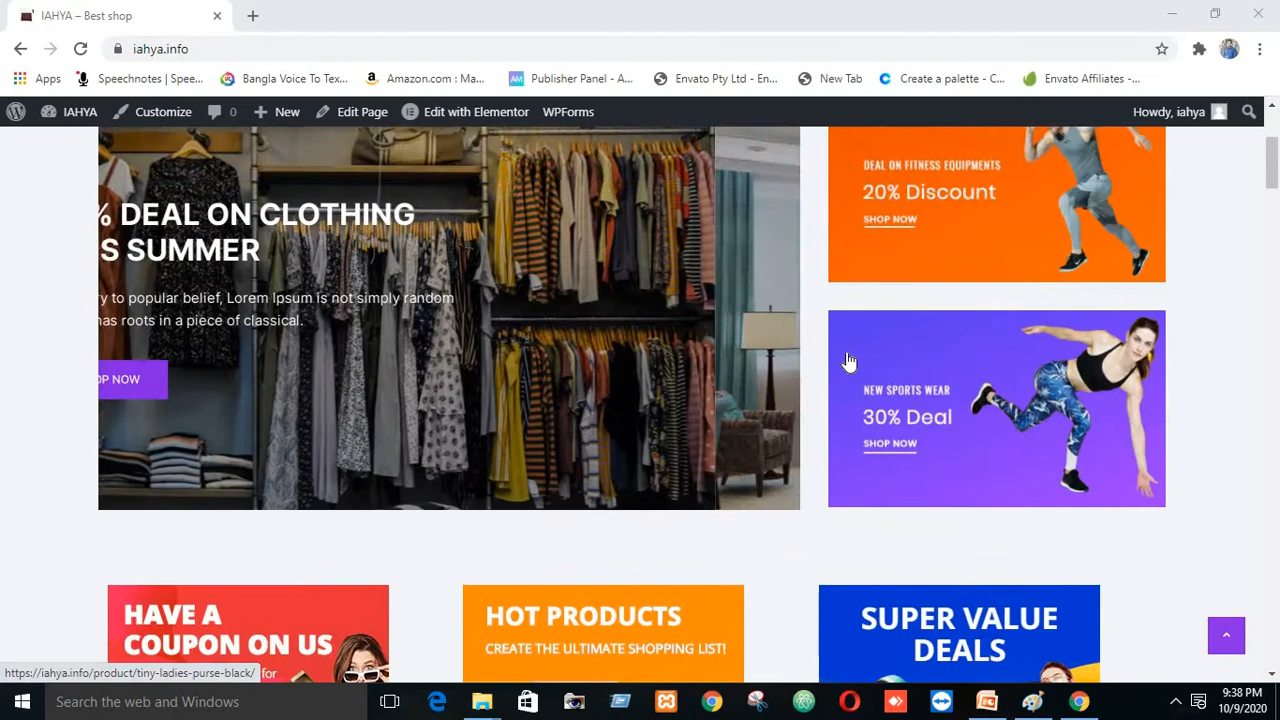 IAHYA – Best shop
iahya.info
Apps
Speechnotes | Spee...
Bangla Voice To Tex...
Amazon.com : Ma...
Publisher Panel - A...
Envato Pty Ltd - En...
New Tab
Create a palette - C...
Envato Affiliates -...
IAHYA
Customize
0
New
Edit Page
Edit with Elementor
WPForms
Howdy, iahya
% DEAL ON CLOTHING
S SUMMER
ry to popular belief, Lorem Ipsum is not simply random
has roots in a piece of classical.
OP NOW
DEAL ON FITNESS EQUIPMENTS
20% Discount
SHOP NOW
NEW SPORTS WEAR
30% Deal
SHOP NOW
HAVE A
COUPON ON US
for
HOT PRODUCTS
CREATE THE ULTIMATE SHOPPING LIST!
SUPER VALUE
DEALS
https://iahya.info/product/tiny-ladies-purse-black/
Search the web and Windows
9:38 PM
10/9/2020